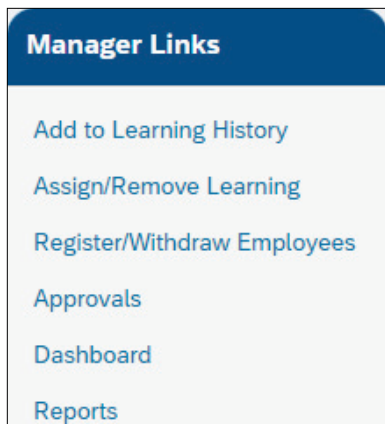 Manager Links
Add to Learning History
Assign/Remove Learning
Register/Withdraw Employees
Approvals
Dashboard
Reports